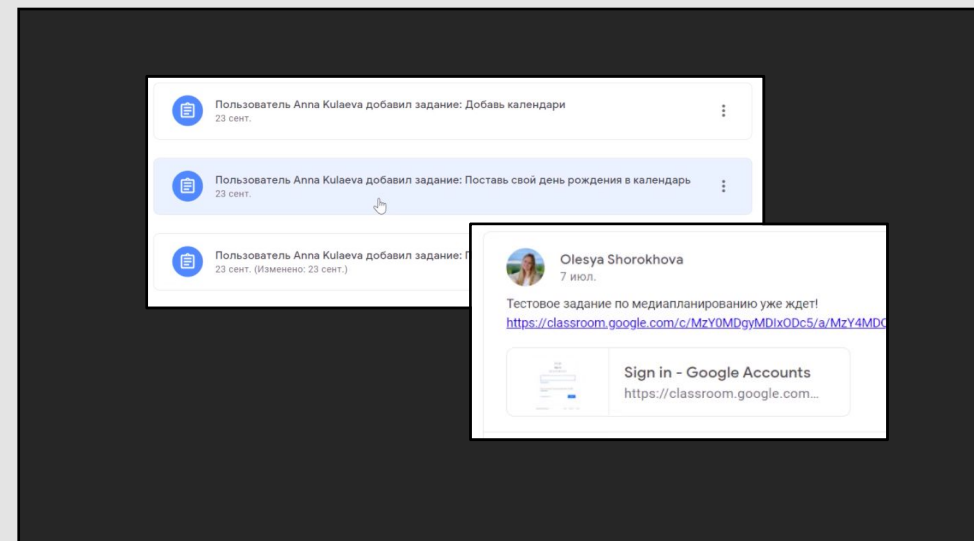 Пользователь Anna Kulaeva добавил задание: Добавь календари
23 сент.
Пользователь Anna Kulaeva добавил задание: Поставь свой день рождения в календарь
23 сент.
Пользователь Anna Kulaeva добавил задание:
23 сент. (Изменено: 23 сент.)
Olesya Shorokhova
7 июл.
Тестовое задание по медиапланированию уже ждет!
https://classroom.google.com/c/MzY0MDgyMDIxODc5/a/MzY4MDC
Sign in - Google Accounts
https://classroom.google.com...